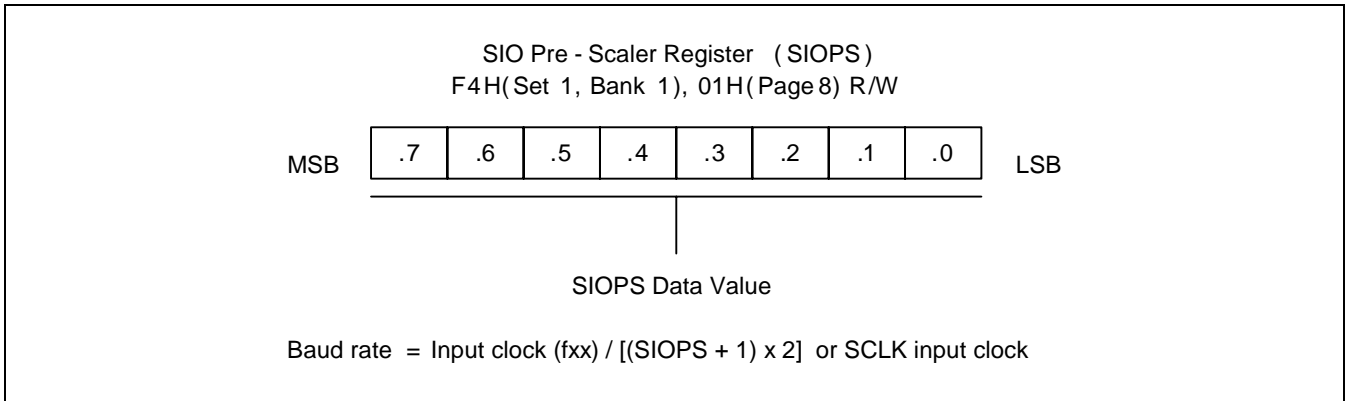 SIO Pre - Scaler Register (SIOPS)
F4H(Set 1, Bank 1), 01H(Page 8) R/W
MSB .7 .6 .5 .4 .3 .2 .1 .0 LSB
SIOPS Data Value
Baud rate = Input clock (fxx) / [(SIOPS + 1) x 2] or SCLK input clock